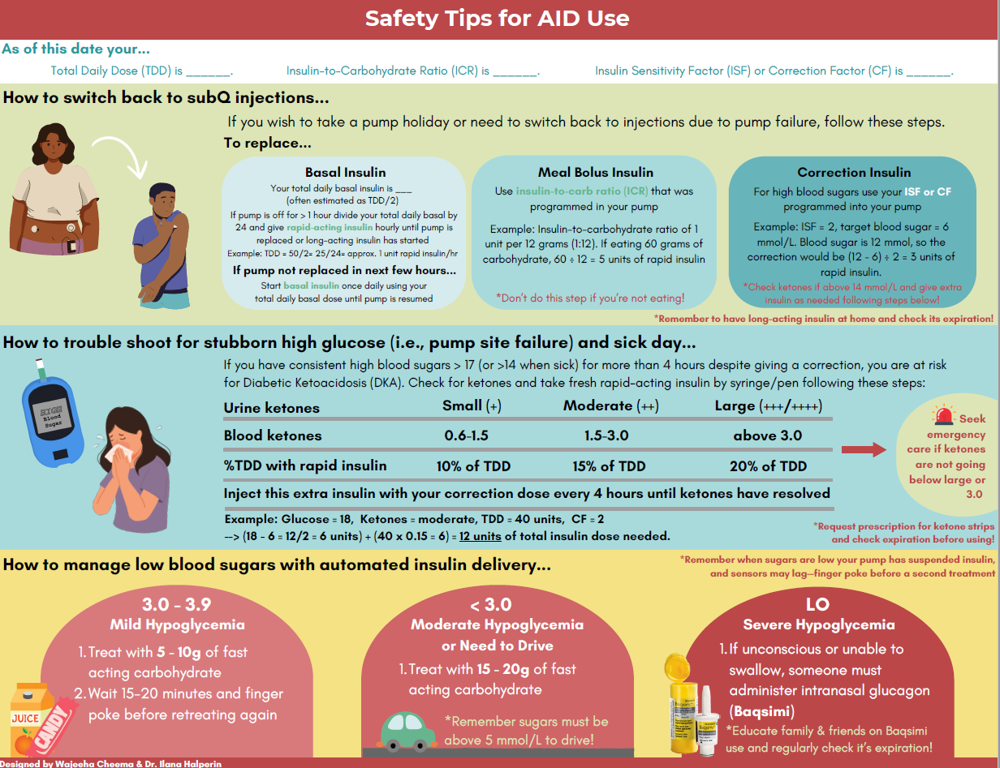 Safety Tips for AID Use
As of this date your...
Total Daily Dose (TDD) is ______.
Insulin-to-Carbohydrate Ratio (ICR) is ______.
Insulin Sensitivity Factor (ISF) or Correction Factor (CF) is ______.
How to switch back to subQ injections...
If you wish to take a pump holiday or need to switch back to injections due to pump failure, follow these steps.
To replace...
Basal Insulin
Your total daily basal insulin is ___
(often estimated as TDD/2)
If pump is off for > 1 hour divide your total daily basal by
24 and give rapid-acting insulin hourly until pump is
replaced or long-acting insulin has started
Example: TDD = 50/2= 25/24= approx. 1 unit rapid insulin/hr
If pump not replaced in next few hours...
Start basal insulin once daily using your
total daily basal dose until pump is resumed
Meal Bolus Insulin
Use insulin-to-carb ratio (ICR) that was
programmed in your pump
Example: Insulin-to-carbohydrate ratio of 1
unit per 12 grams (1:12). If eating 60 grams of
carbohydrate, 60 ÷ 12 = 5 units of rapid insulin
*Don't do this step if you're not eating!
Correction Insulin
For high blood sugars use your ISF or CF
programmed into your pump
Example: ISF = 2, target blood sugar = 6
mmol/L. Blood sugar is 12 mmol, so the
correction would be (12 - 6) ÷ 2 = 3 units of
rapid insulin.
*Check ketones if above 14 mmol/L and give extra
insulin as needed following steps below!
*Remember to have long-acting insulin at home and check its expiration!
How to trouble shoot for stubborn high glucose (i.e., pump site failure) and sick day...
Blood
Sugar
If you have consistent high blood sugars > 17 (or >14 when sick) for more than 4 hours despite giving a correction, you are at risk
for Diabetic Ketoacidosis (DKA). Check for ketones and take fresh rapid-acting insulin by syringe/pen following these steps:
Urine ketones Small (+) Moderate (++) Large (+++/++++)
Blood ketones 0.6-1.5 1.5-3.0 above 3.0
%TDD with rapid insulin 10% of TDD 15% of TDD 20% of TDD
Inject this extra insulin with your correction dose every 4 hours until ketones have resolved
Example: Glucose = 18, Ketones = moderate, TDD = 40 units, CF = 2
--> (18 - 6 = 12/2 = 6 units) + (40 x 0.15 = 6) = 12 units of total insulin dose needed.
Seek
emergency
care if ketones
are not going
below large or
3.0
*Request prescription for ketone strips
and check expiration before using!
How to manage low blood sugars with automated insulin delivery...
*Remember when sugars are low your pump has suspended insulin,
and sensors may lag—finger poke before a second treatment
3.0 - 3.9
Mild Hypoglycemia
1. Treat with 5 - 10g of fast
acting carbohydrate
2. Wait 15-20 minutes and finger
poke before retreating again
JUICE
CANDY
< 3.0
Moderate Hypoglycemia
or Need to Drive
1. Treat with 15 - 20g of fast
acting carbohydrate
*Remember sugars must be
above 5 mmol/L to drive!
LO
Severe Hypoglycemia
1. If unconscious or unable to
swallow, someone must
administer intranasal glucagon
(Baqsimi)
*Educate family & friends on Baqsimi
use and regularly check it's expiration!
Designed by Wajeeha Cheema & Dr. Ilana Halperin